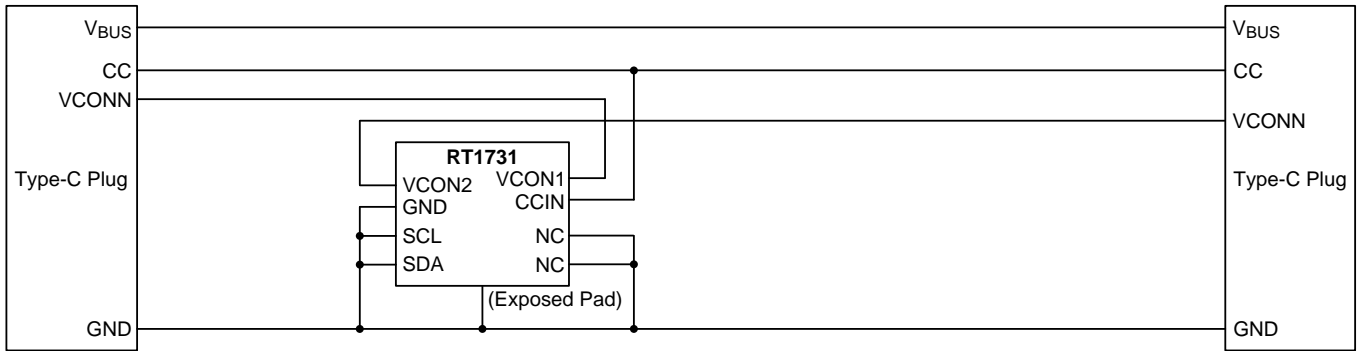 VBUS
CC
VCONN
Type-C Plug
GND
RT1731
VCON2
GND
SCL
SDA
VCON1
CCIN
NC
NC
(Exposed Pad)
VBUS
CC
VCONN
Type-C Plug
GND